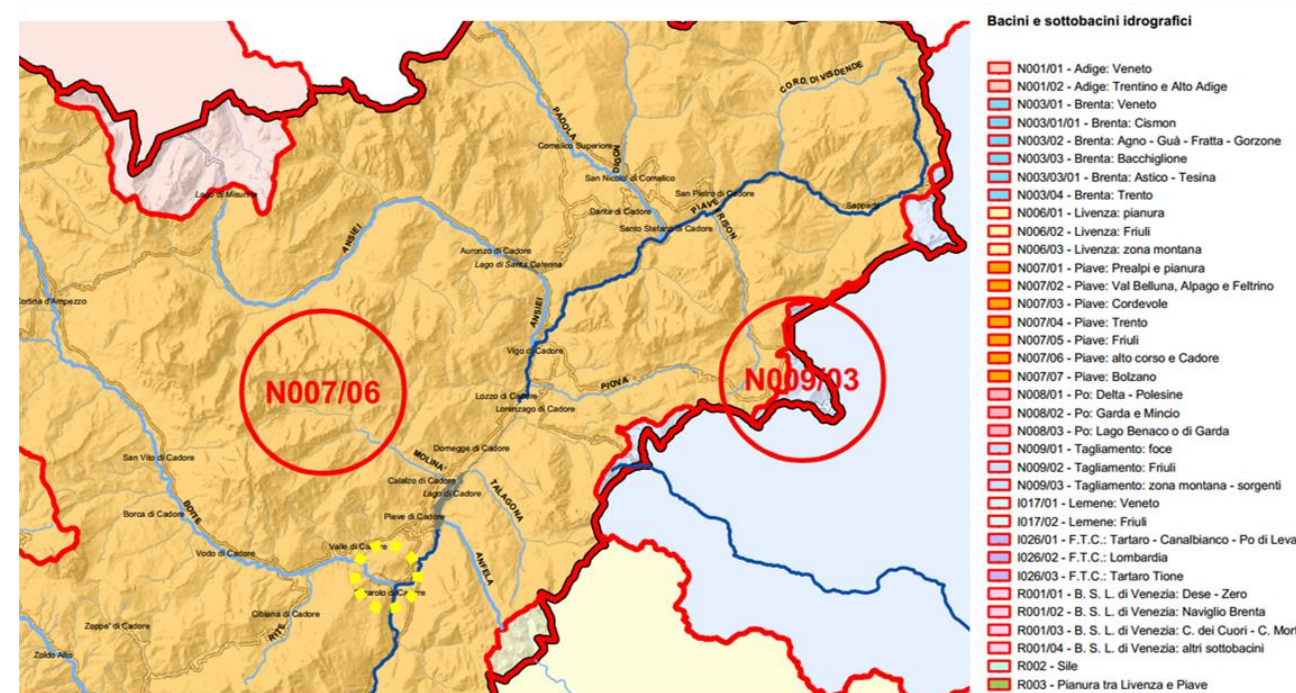 Bacini e sottobacini idrografici
N001/01 - Adige: Veneto
N001/02 - Adige: Trentino e Alto Adige
N003/01 - Brenta: Veneto
N003/01/01 - Brenta: Cismon
N003/02 - Brenta: Agno - Guà - Fratta - Gorzone
N003/03 - Brenta: Bacchiglione
N003/03/01 - Brenta: Astico - Tesina
N003/04 - Brenta: Trento
N006/01 - Livenza: pianura
N006/02 - Livenza: Friuli
N006/03 - Livenza: zona montana
N007/01 - Piave: Prealpi e pianura
N007/02 - Piave: Val Belluna, Alpago e Feltrino
N007/03 - Piave: Cordevole
N007/04 - Piave: Trento
N007/05 - Piave: Friuli
N007/06 - Piave: alto corso e Cadore
N007/07 - Piave: Bolzano
N008/01 - Po: Delta - Polesine
N008/02 - Po: Garda e Mincio
N008/03 - Po: Lago Benaco o di Garda
N009/01 - Tagliamento: foce
N009/02 - Tagliamento: Friuli
N009/03 - Tagliamento: zona montana - sorgenti
I017/01 - Lemene: Veneto
I017/02 - Lemene: Friuli
I026/01 - F.T.C.: Tartaro - Canalbianco - Po di Leva
I026/02 - F.T.C.: Lombardia
I026/03 - F.T.C.: Tartaro Tione
R001/01 - B. S. L. di Venezia: Dese - Zero
R001/02 - B. S. L. di Venezia: Naviglio Brenta
R001/03 - B. S. L. di Venezia: C. dei Cuori - C. Mort
R001/04 - B. S. L. di Venezia: altri sottobacini
R002 - Sile
R003 - Pianura tra Livenza e Piave
CORD. DI VISDENDE
PADOLA
Comelico Superiore
DIGON
San Nicolo' di Comelico
San Pietro di Cadore
Lago di Misurina
Sappada
Danta di Cadore
PIAVE
FRISON
Santo Stefano di Cadore
ANSIEI
Auronzo di Cadore
Lago di Santa Caterina
Cortina d'Ampezzo
ANSIEI
Vigo di Cadore
N007/06
N009/03
PIOVA
Lozzo di Cadore
Lorenzago di Cadore
Domegge di Cadore
San Vito di Cadore
MOLINA'
Calalzo di Cadore
Lago di Cadore
TALAGONA
BOITE
Borca di Cadore
Pieve di Cadore
Valle di Cadore
Vodo di Cadore
ANFELA
di Cadore
Cibiana di Cadore
Zoppe' di Cadore
RITE
Zoldo Alto